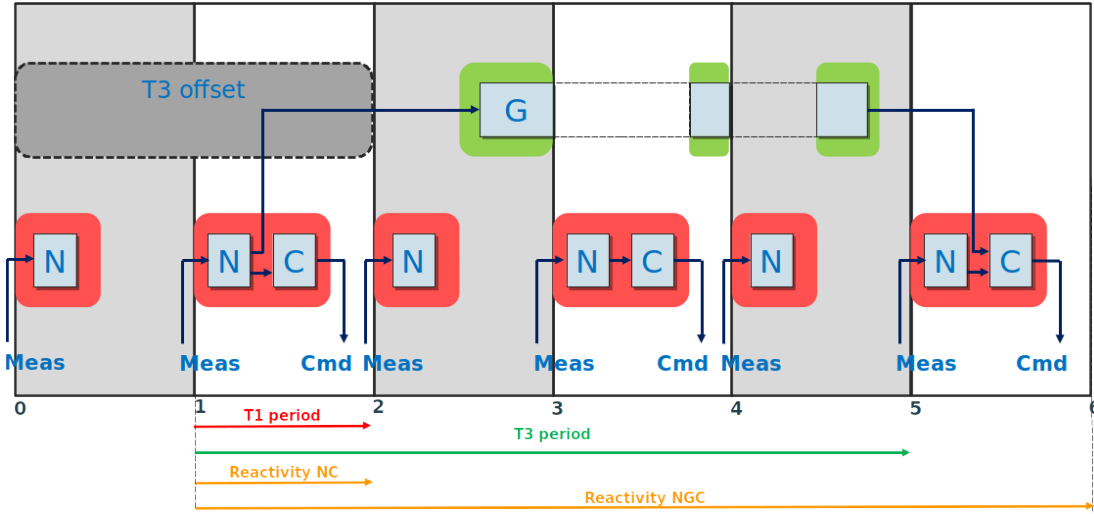 T3 offset
G
N
N
C
N
N
C
N
N
C
Meas
Meas
Cmd
Meas
Meas
Cmd
Meas
Meas
Cmd
0
1
2
3
4
5
6
T1 period
T3 period
Reactivity NC
Reactivity NGC